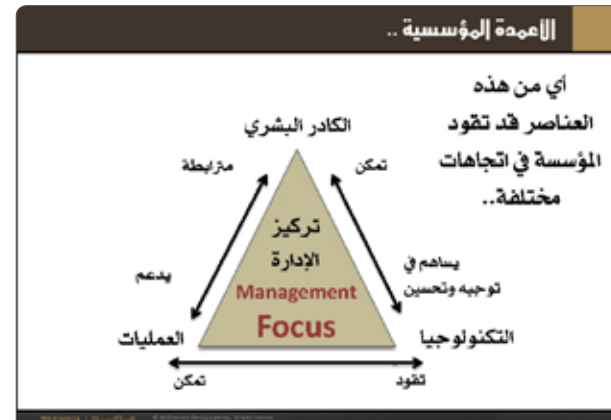 الأعمدة المؤسسية ..
أي من هذه
العناصر قد تقود
المؤسسة في اتجاهات
مختلفة..
الكادر البشري
مترابطة
تمكن
تركيز
الإدارة
Management
Focus
يدعم
يساهم في
توجيه وتحسين
العمليات
التكنولوجيا
تمكن
تقود